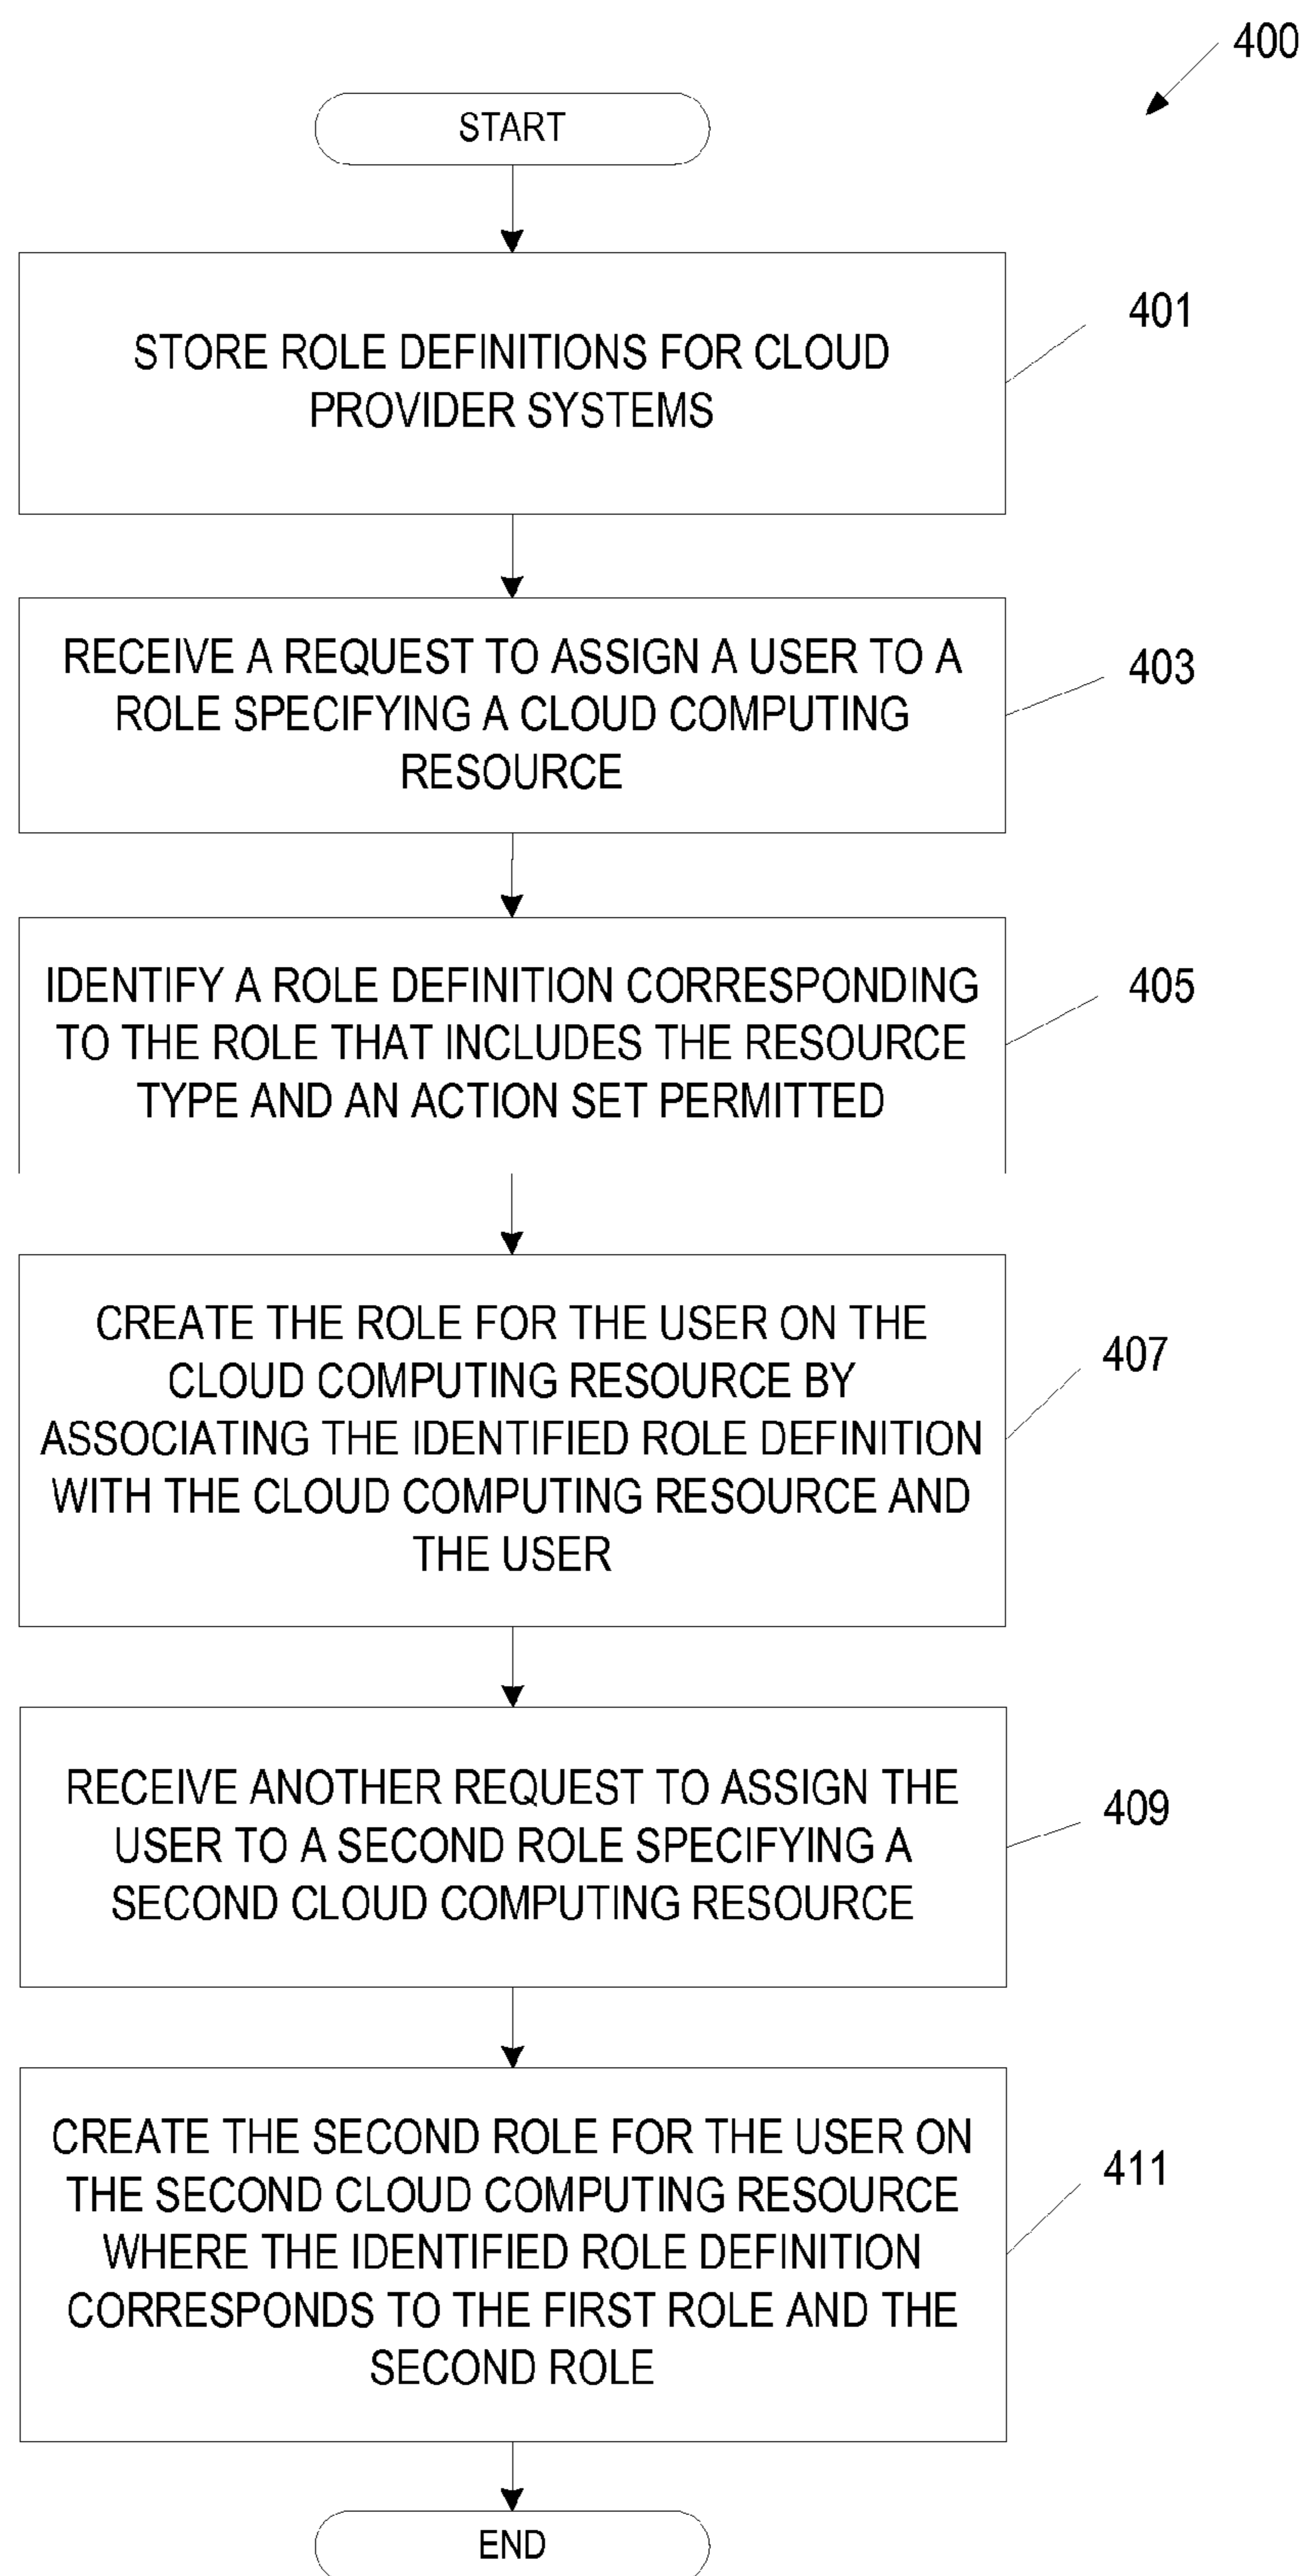 400
START
STORE ROLE DEFINITIONS FOR CLOUD
PROVIDER SYSTEMS
401
RECEIVE A REQUEST TO ASSIGN A USER TO A
ROLE SPECIFYING A CLOUD COMPUTING
RESOURCE
403
IDENTIFY A ROLE DEFINITION CORRESPONDING
TO THE ROLE THAT INCLUDES THE RESOURCE
TYPE AND AN ACTION SET PERMITTED
405
CREATE THE ROLE FOR THE USER ON THE
CLOUD COMPUTING RESOURCE BY
ASSOCIATING THE IDENTIFIED ROLE DEFINITION
WITH THE CLOUD COMPUTING RESOURCE AND
THE USER
407
RECEIVE ANOTHER REQUEST TO ASSIGN THE
USER TO A SECOND ROLE SPECIFYING A
SECOND CLOUD COMPUTING RESOURCE
409
CREATE THE SECOND ROLE FOR THE USER ON
THE SECOND CLOUD COMPUTING RESOURCE
WHERE THE IDENTIFIED ROLE DEFINITION
CORRESPONDS TO THE FIRST ROLE AND THE
SECOND ROLE
411
END